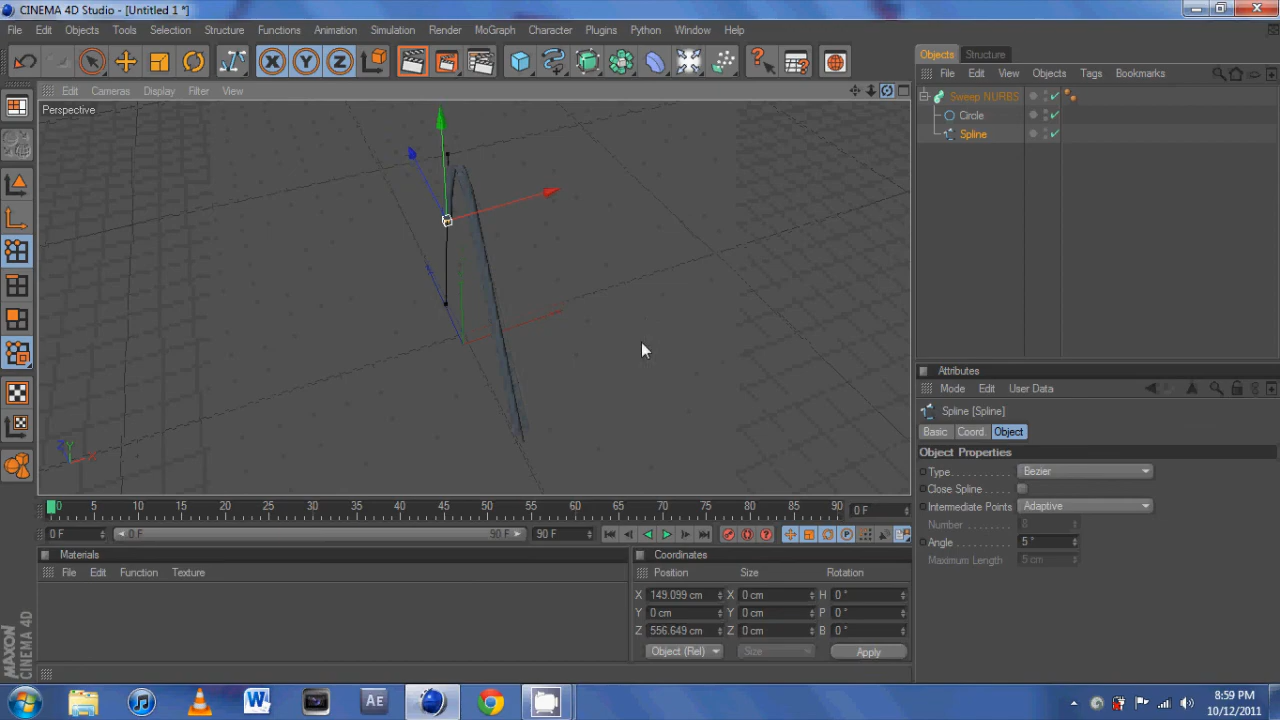 CINEMA 4D Studio - [Untitled 1 *]
File Edit Objects Tools Selection Structure Functions Animation Simulation Render MoGraph Character Plugins Python Window Help
Objects Structure
File Edit View Objects Tags Bookmarks
Edit Cameras Display Filter View
Perspective
Sweep NURBS
Circle
Spline
Attributes
Mode Edit User Data
Spline [Spline]
Basic Coord. Object
Object Properties
Type Bezier
Close Spline
Intermediate Points Adaptive
Number 8
Angle 5 °
Maximum Length 5 cm
Y X
0 5 10 15 20 25 30 35 40 45 50 55 60 65 70 75 80 85 90 0 F
0 F 0 F 90 F 90 F
Materials
File Edit Function Texture
Coordinates
Position Size Rotation
X 149.099 cm X 0 cm H 0 °
Y 0 cm Y 0 cm P 0 °
Z 556.649 cm Z 0 cm B 0 °
Object (Rel) Size Apply
MAXON
CINEMA 4D
8:59 PM
10/12/2011